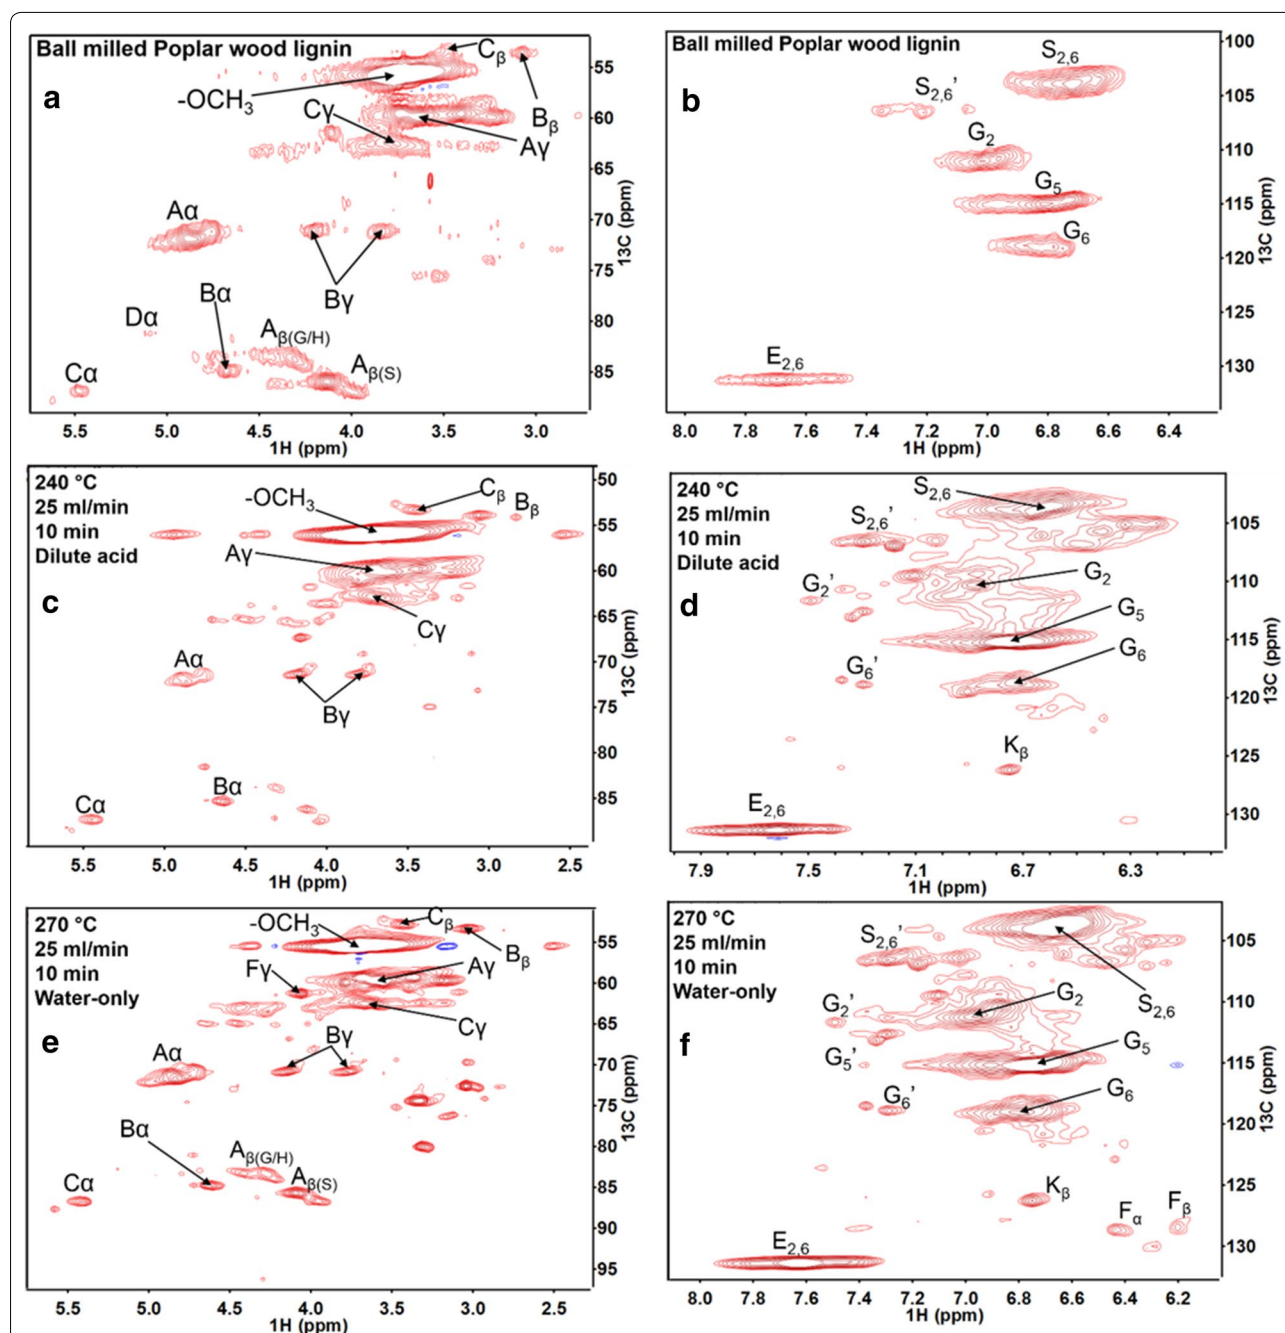 Ball milled Poplar wood lignin
a
-OCH3
Cβ
Bβ
Cγ
Aγ
Aα
Bγ
Bα
Dα
Aβ(G/H)
Aβ(S)
Cα
55
60
65
70
75
80
85
13C (ppm)
5.5 5.0 4.5 4.0 3.5 3.0
1H (ppm)
Ball milled Poplar wood lignin
b
S2,6
S2,6’
G2
G5
G6
E2,6
100
105
110
115
120
125
130
13C (ppm)
8.0 7.8 7.6 7.4 7.2 7.0 6.8 6.6 6.4
1H (ppm)
240 °C
25 ml/min
10 min
Dilute acid
c
-OCH3
Cβ
Bβ
Aγ
Cγ
Aα
Bγ
Bα
Cα
50
55
60
65
70
75
80
85
13C (ppm)
5.5 5.0 4.5 4.0 3.5 3.0 2.5
1H (ppm)
240 °C
25 ml/min
10 min
Dilute acid
d
S2,6
S2,6’
G2
G2’
G5
G6
G6’
Kβ
E2,6
105
110
115
120
125
130
13C (ppm)
7.9 7.5 7.1 6.7 6.3
1H (ppm)
270 °C
25 ml/min
10 min
Water-only
e
-OCH3
Cβ
Bβ
Fγ
Aγ
Cγ
Bγ
Aα
Bα
Aβ(G/H)
Aβ(S)
Cα
55
60
65
70
75
80
85
90
95
13C (ppm)
5.5 5.0 4.5 4.0 3.5 3.0 2.5
1H (ppm)
270 °C
25 ml/min
10 min
Water-only
f
S2,6’
S2,6
G2
G2’
G5
G5’
G6’
G6
Kβ
Fα
Fβ
E2,6
105
110
115
120
125
130
13C (ppm)
8.0 7.8 7.6 7.4 7.2 7.0 6.8 6.6 6.4 6.2
1H (ppm)